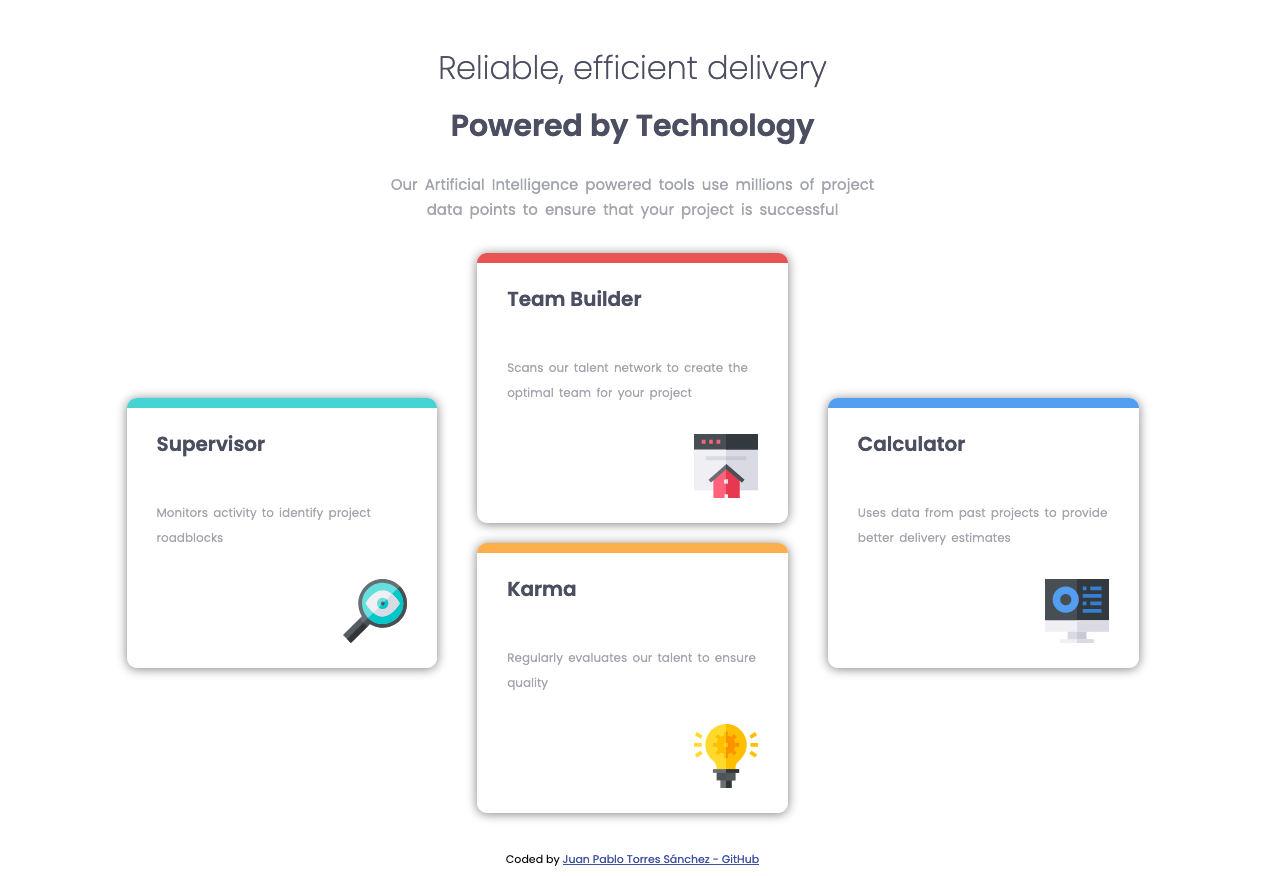 Reliable, efficient delivery
Powered by Technology
Our Artificial Intelligence powered tools use millions of project
data points to ensure that your project is successful
Team Builder
Scans our talent network to create the
optimal team for your project
Supervisor
Monitors activity to identify project
roadblocks
Calculator
Uses data from past projects to provide
better delivery estimates
Karma
Regularly evaluates our talent to ensure
quality
Coded by Juan Pablo Torres Sánchez - GitHub